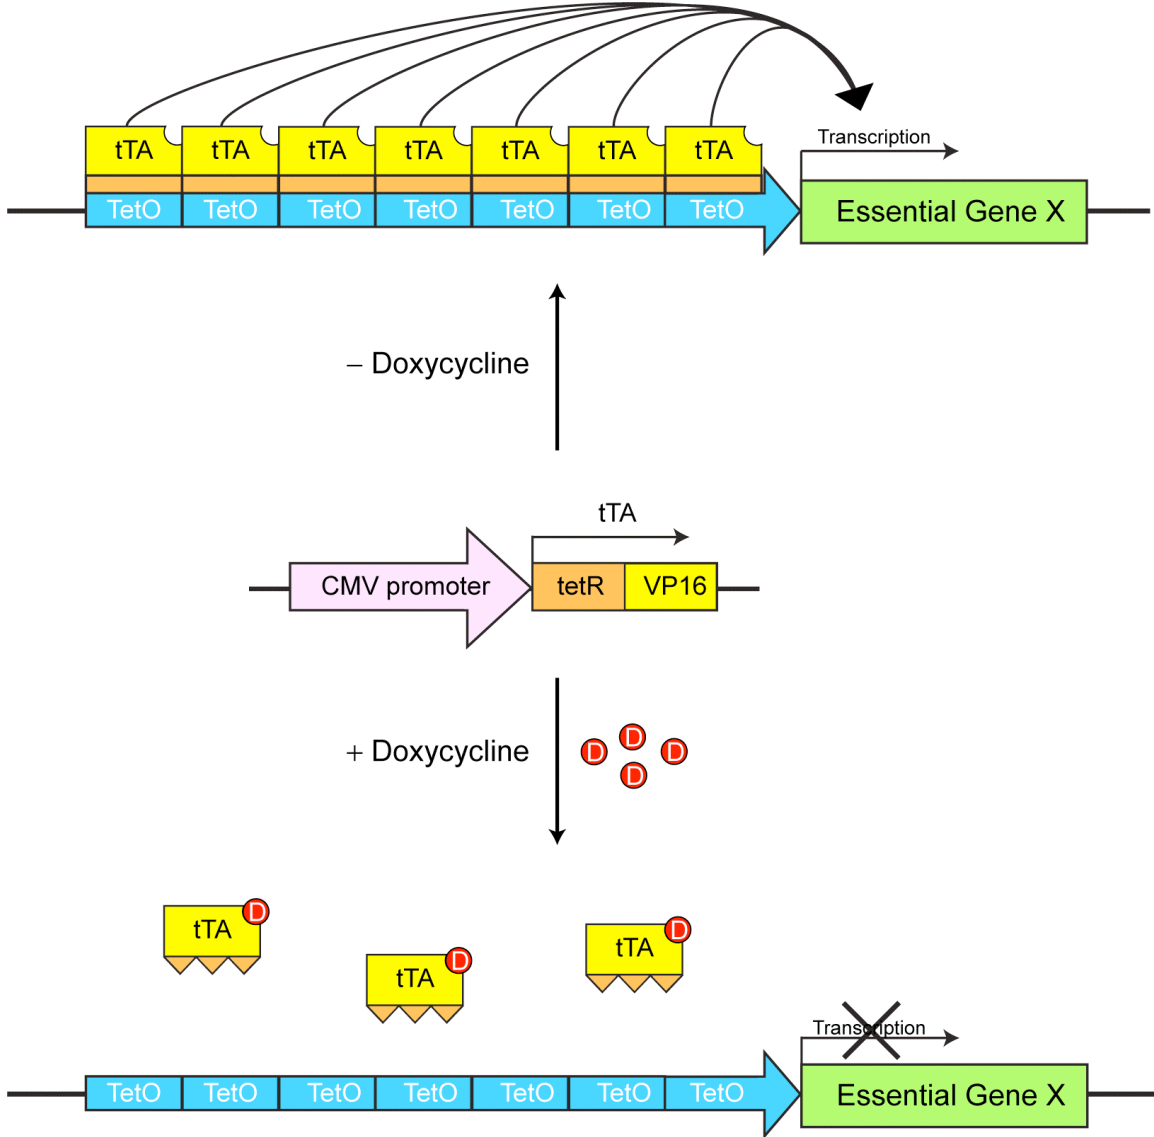 tTA tTA tTA tTA tTA tTA tTA
Transcription
TetO TetO TetO TetO TetO TetO TetO
Essential Gene X
– Doxycycline
tTA
CMV promoter tetR VP16
+ Doxycycline
D D D D
tTA D
tTA D
tTA D
Transcription
TetO TetO TetO TetO TetO TetO TetO
Essential Gene X